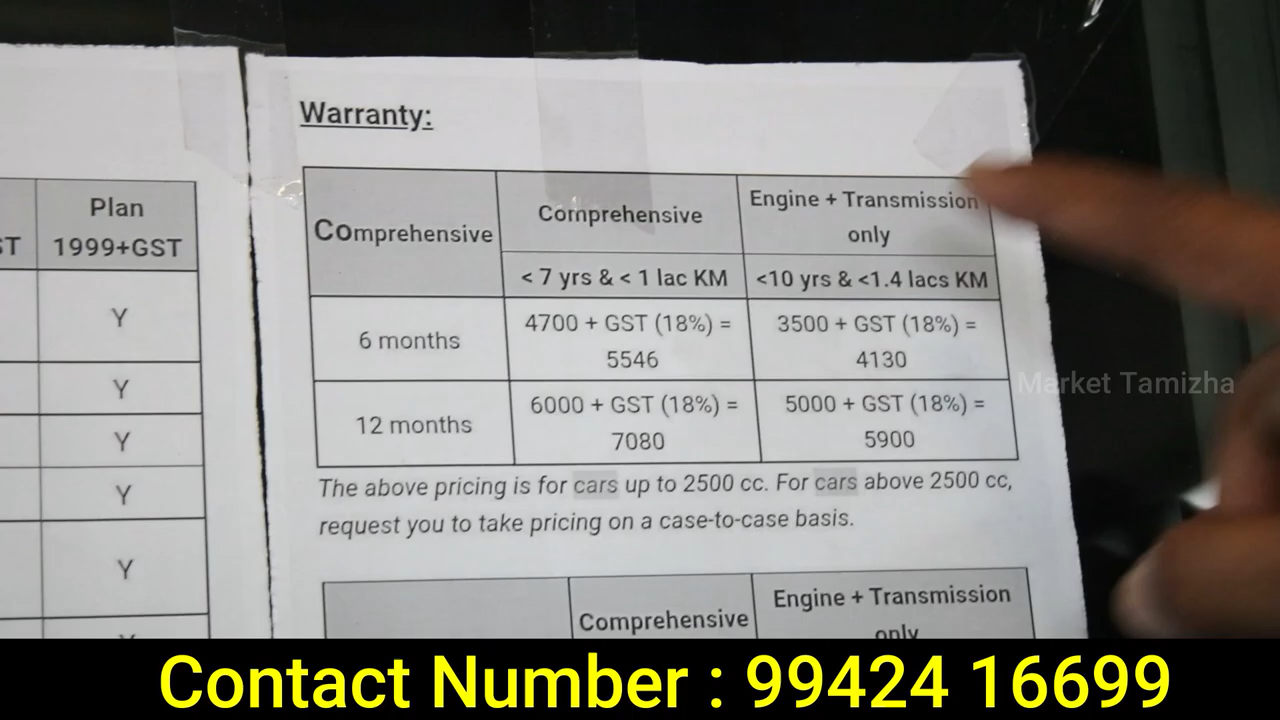 Warranty:
Plan
1999+GST
ST
Y
Y
Y
Y
Y
Comprehensive
Comprehensive
Engine + Transmission
only
< 7 yrs & < 1 lac KM
<10 yrs & <1.4 lacs KM
6 months
4700 + GST (18%) =
5546
3500 + GST (18%) =
4130
12 months
6000 + GST (18%) =
7080
5000 + GST (18%) =
5900
The above pricing is for cars up to 2500 cc. For cars above 2500 cc,
request you to take pricing on a case-to-case basis.
Comprehensive
Engine + Transmission
only
Market Tamizha
Contact Number : 99424 16699